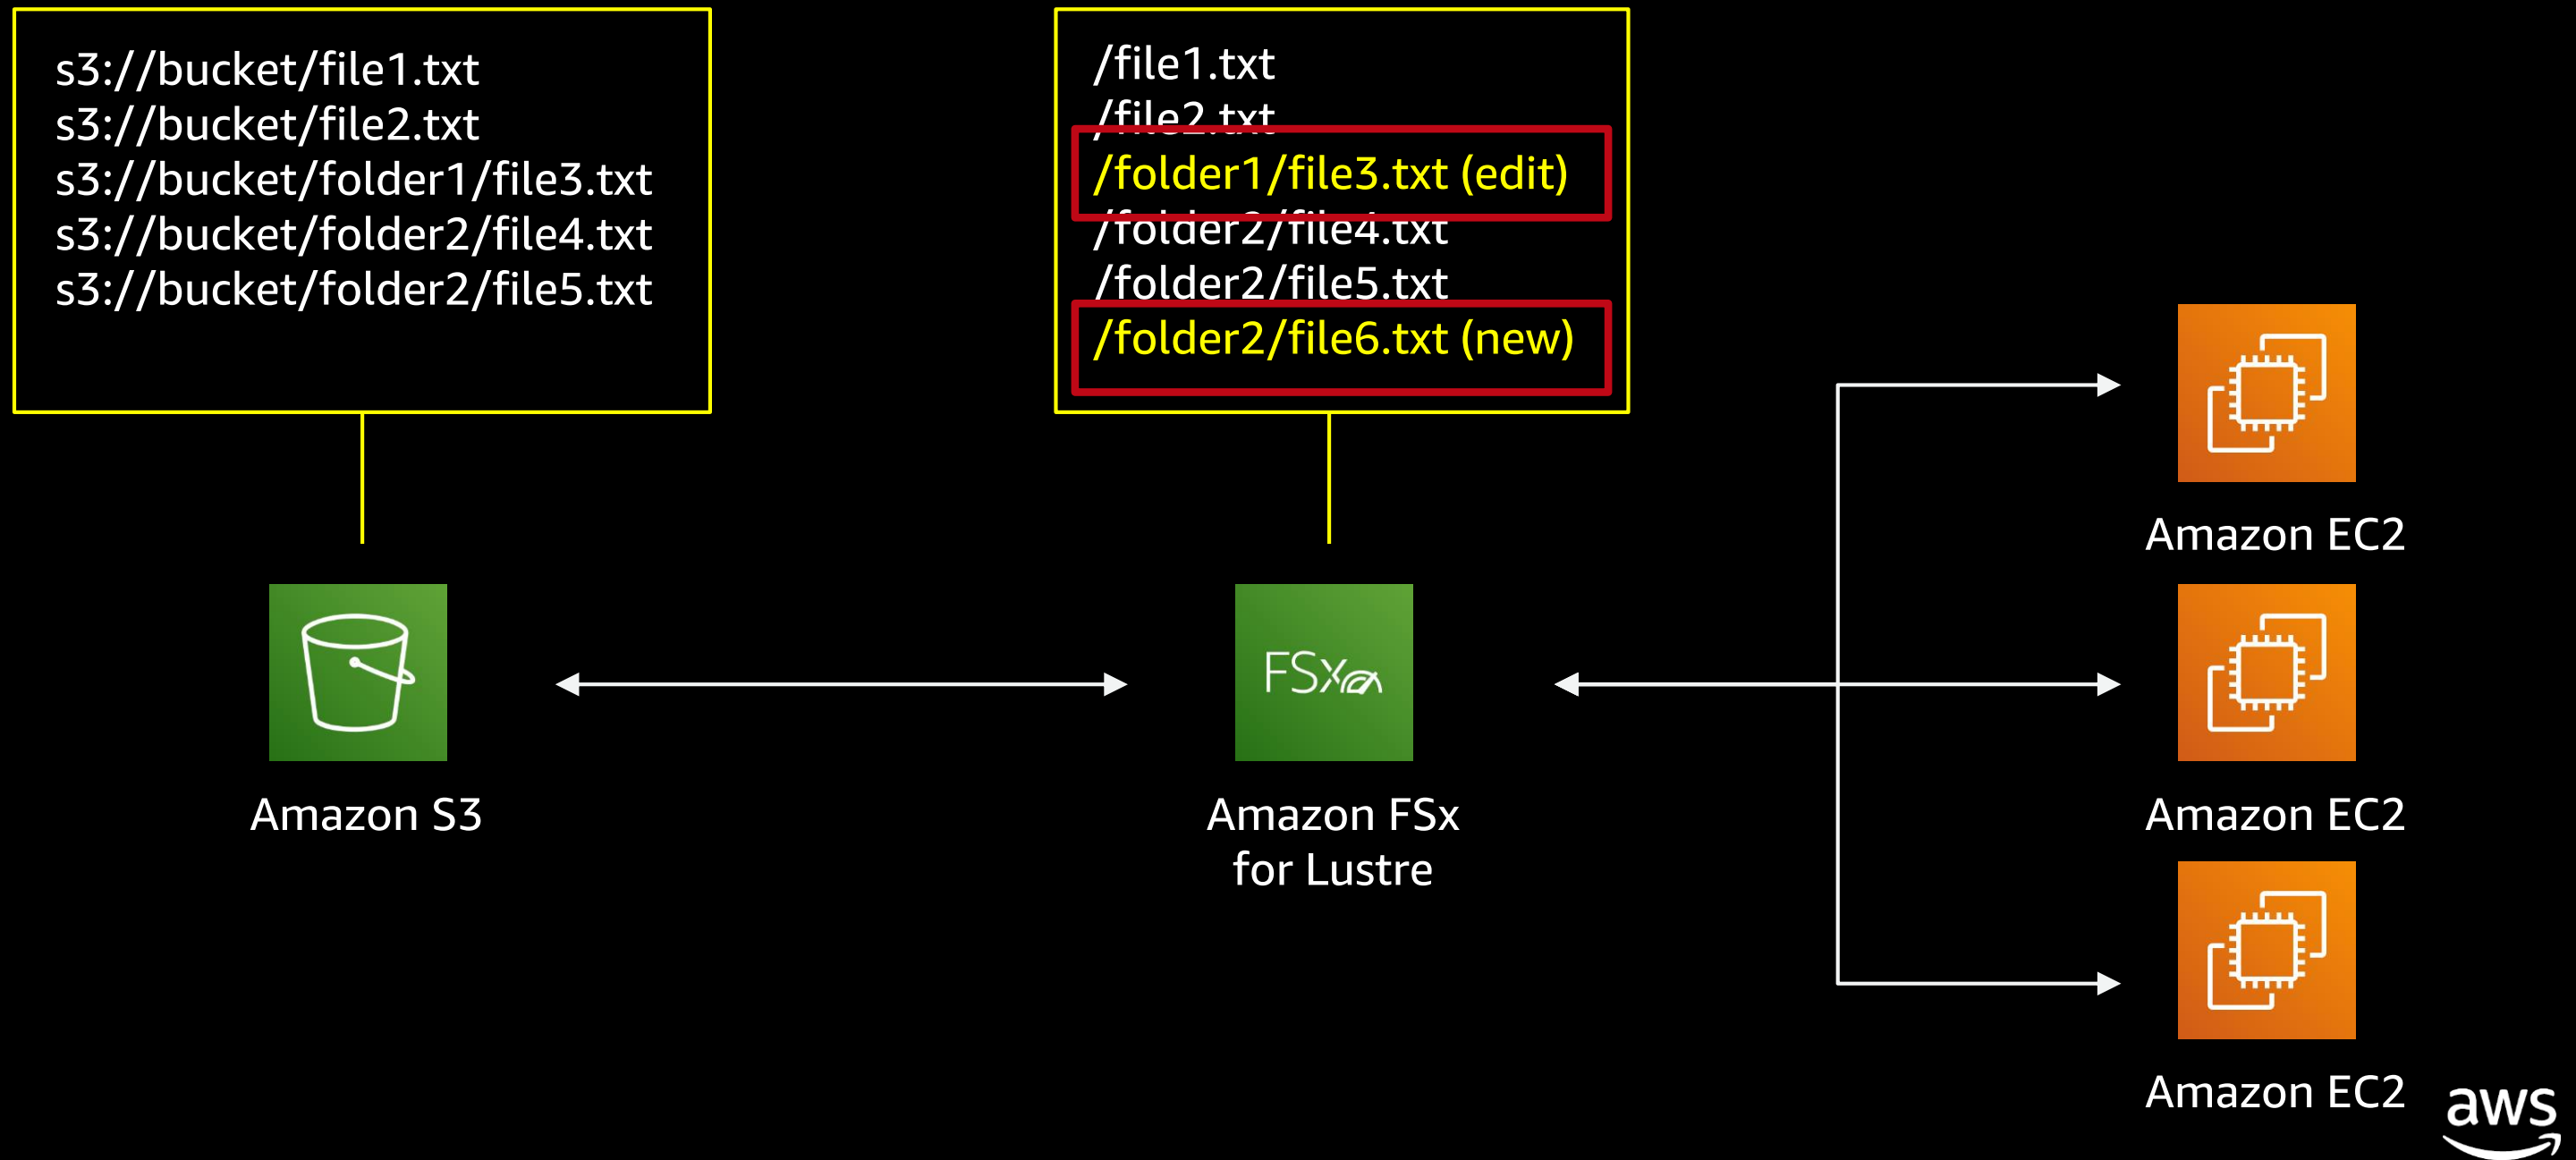 s3://bucket/file1.txt
s3://bucket/file2.txt
s3://bucket/folder1/file3.txt
s3://bucket/folder2/file4.txt
s3://bucket/folder2/file5.txt
/file1.txt
/file2.txt
/folder1/file3.txt (edit)
/folder2/file4.txt
/folder2/file5.txt
/folder2/file6.txt (new)
Amazon EC2
FSx
Amazon S3
Amazon FSx
for Lustre
Amazon EC2
Amazon EC2
aws